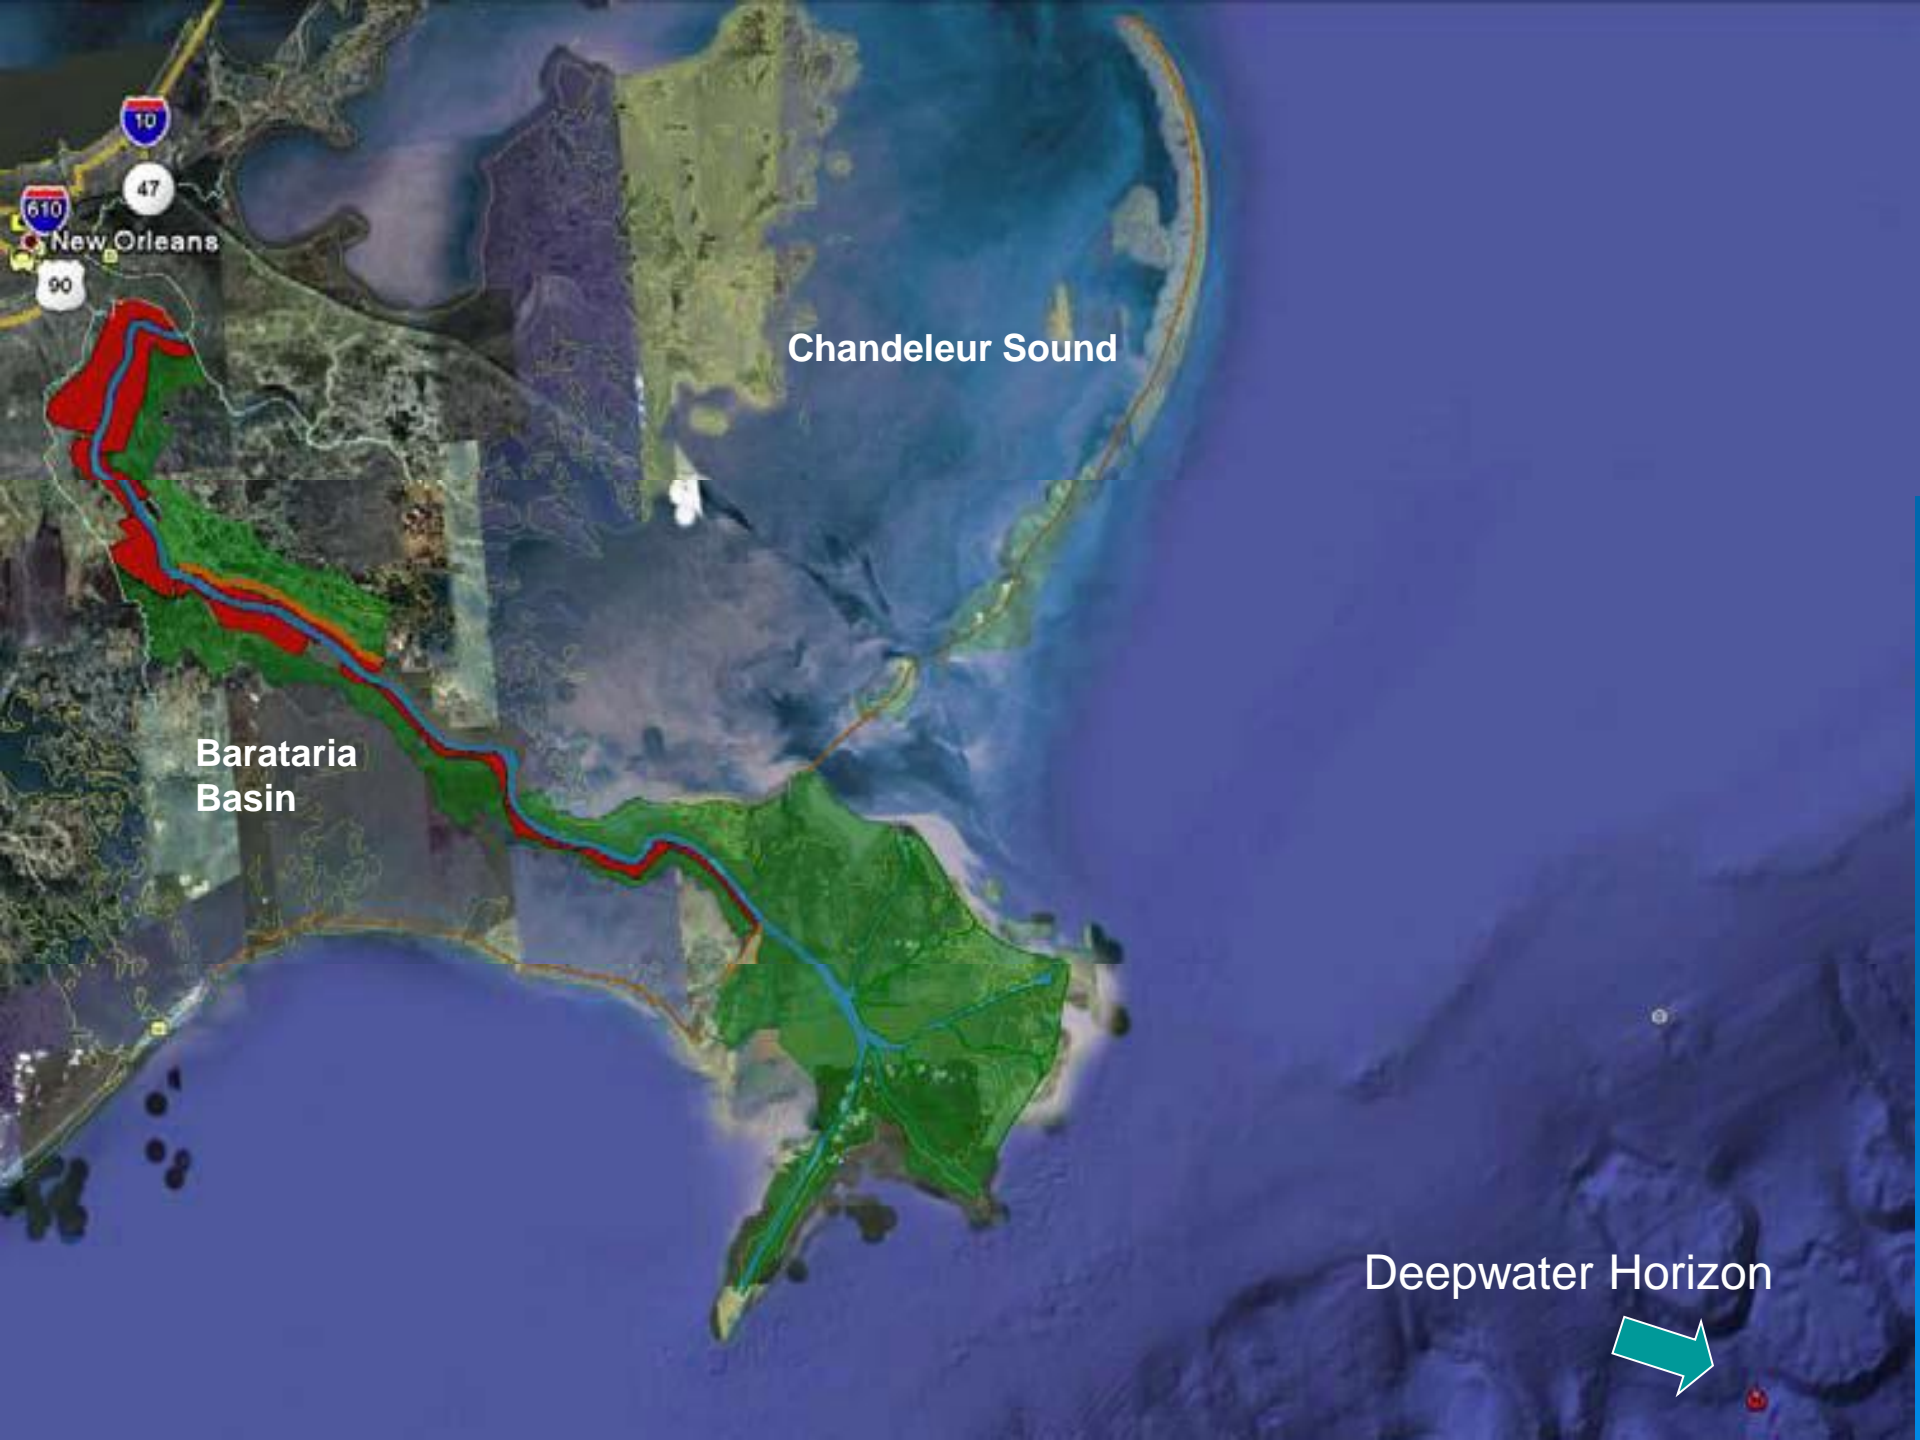 10
47
610
New Orleans
90
Chandeleur Sound
Barataria
Basin
Deepwater Horizon